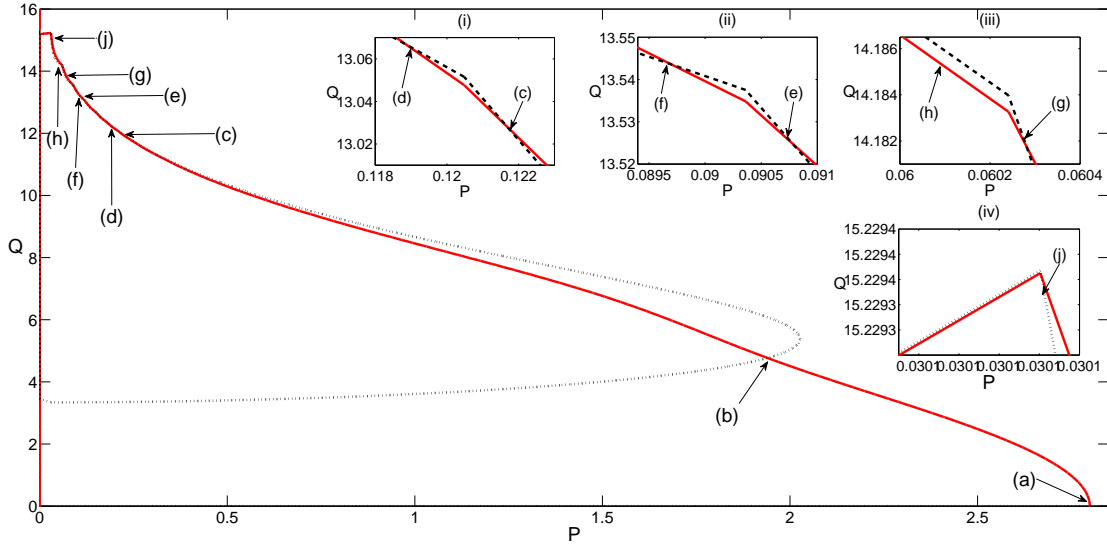 16
14
12
10
8
6
4
2
0
Q
0
0.5
1
1.5
2
2.5
P
(j)
(g)
(e)
(c)
(h)
(f)
(d)
(b)
(a)
(i)
13.07
13.06
13.04
13.02
13.01
Q
0.118
0.12
0.122
P
(d)
(c)
(ii)
13.55
13.54
13.53
13.52
Q
0.0895
0.09
0.0905
0.091
P
(f)
(e)
(iii)
14.186
14.184
14.182
Q
0.06
0.0602
0.0604
P
(h)
(g)
(iv)
15.2294
15.2294
15.2293
15.2293
Q
0.0301
0.0301
0.0301
0.0301
0.0301
P
(j)